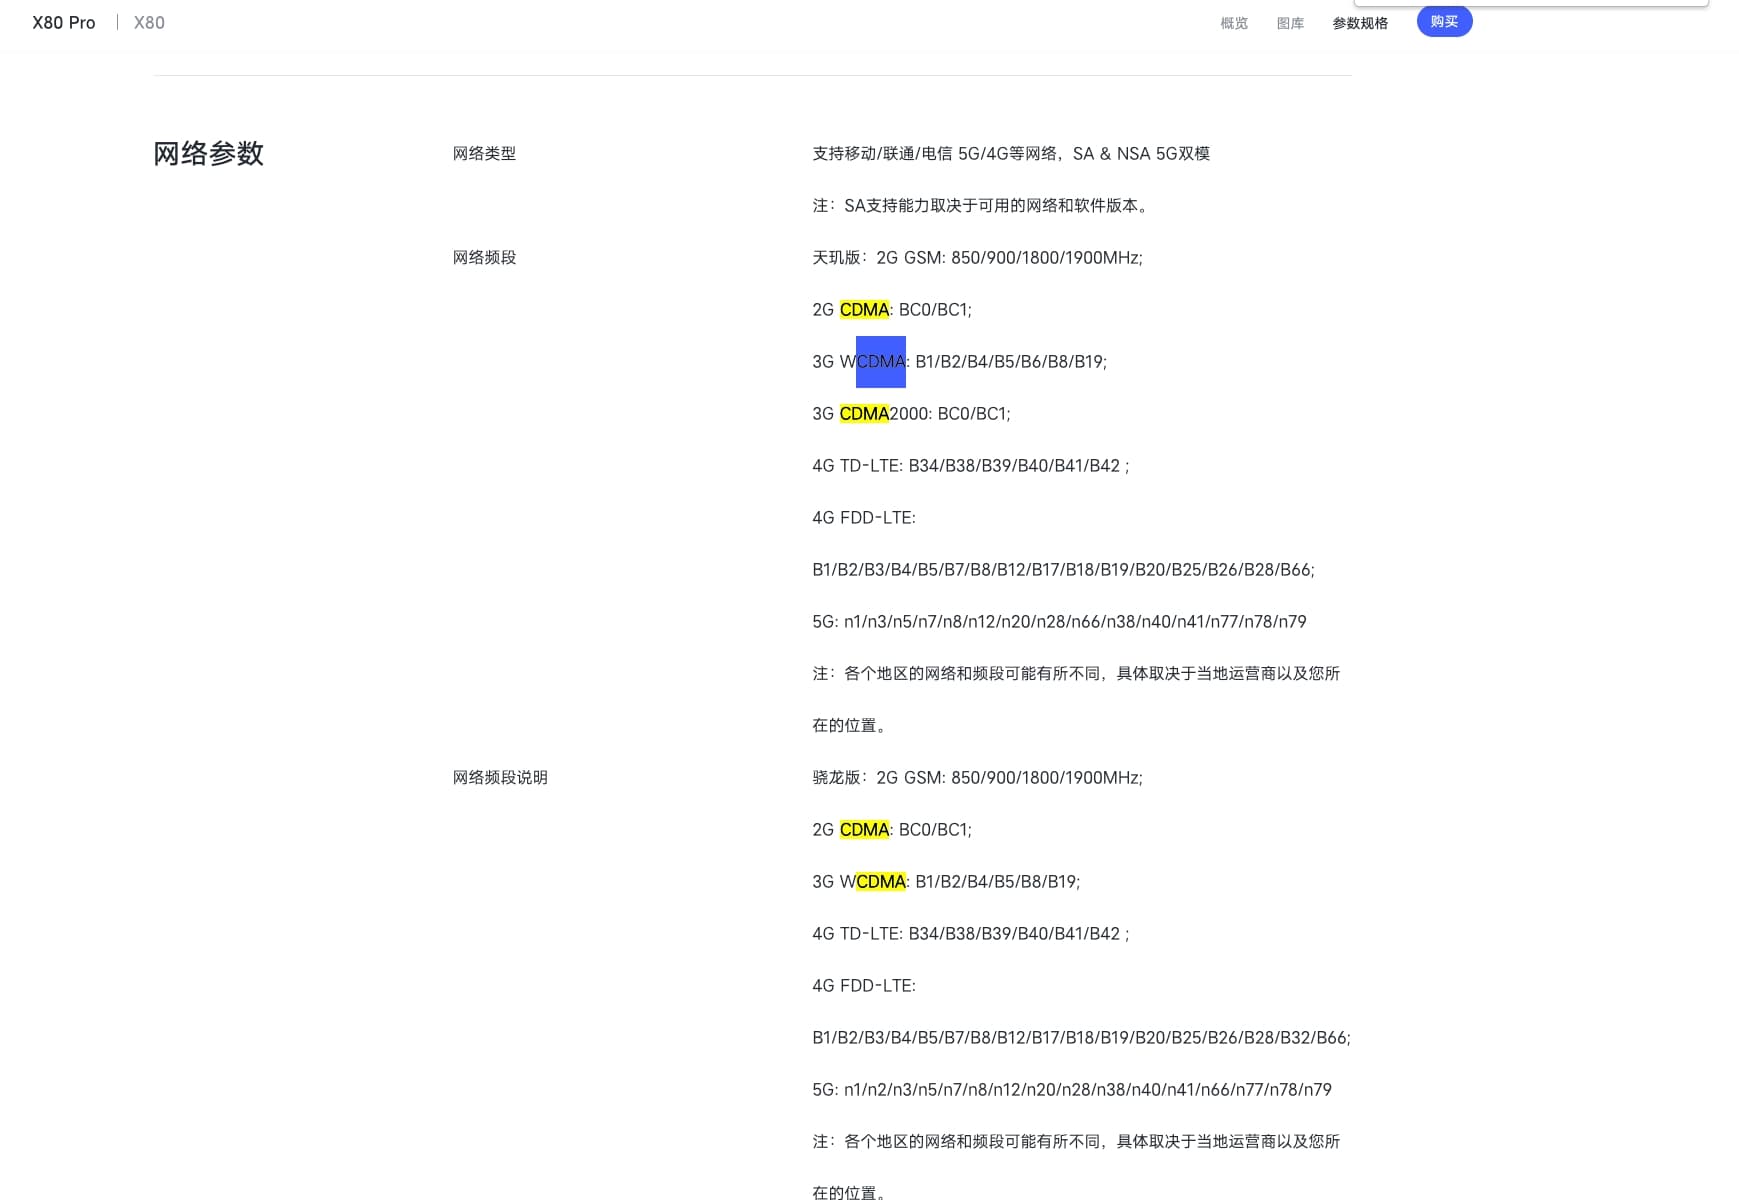 X80 Pro | X80 概览 图库 参数规格 购买
网络参数 网络类型 支持移动/联通/电信 5G/4G等网络，SA & NSA 5G双模
注：SA支持能力取决于可用的网络和软件版本。
网络频段 天玑版：2G GSM: 850/900/1800/1900MHz;
2G CDMA: BC0/BC1;
3G WCDMA: B1/B2/B4/B5/B6/B8/B19;
3G CDMA2000: BC0/BC1;
4G TD-LTE: B34/B38/B39/B40/B41/B42 ;
4G FDD-LTE:
B1/B2/B3/B4/B5/B7/B8/B12/B17/B18/B19/B20/B25/B26/B28/B66;
5G: n1/n3/n5/n7/n8/n12/n20/n28/n66/n38/n40/n41/n77/n78/n79
注：各个地区的网络和频段可能有所不同，具体取决于当地运营商以及您所
在的位置。
网络频段说明 骁龙版：2G GSM: 850/900/1800/1900MHz;
2G CDMA: BC0/BC1;
3G WCDMA: B1/B2/B4/B5/B8/B19;
4G TD-LTE: B34/B38/B39/B40/B41/B42 ;
4G FDD-LTE:
B1/B2/B3/B4/B5/B7/B8/B12/B17/B18/B19/B20/B25/B26/B28/B32/B66;
5G: n1/n2/n3/n5/n7/n8/n12/n20/n28/n38/n40/n41/n66/n77/n78/n79
注：各个地区的网络和频段可能有所不同，具体取决于当地运营商以及您所
在的位置。